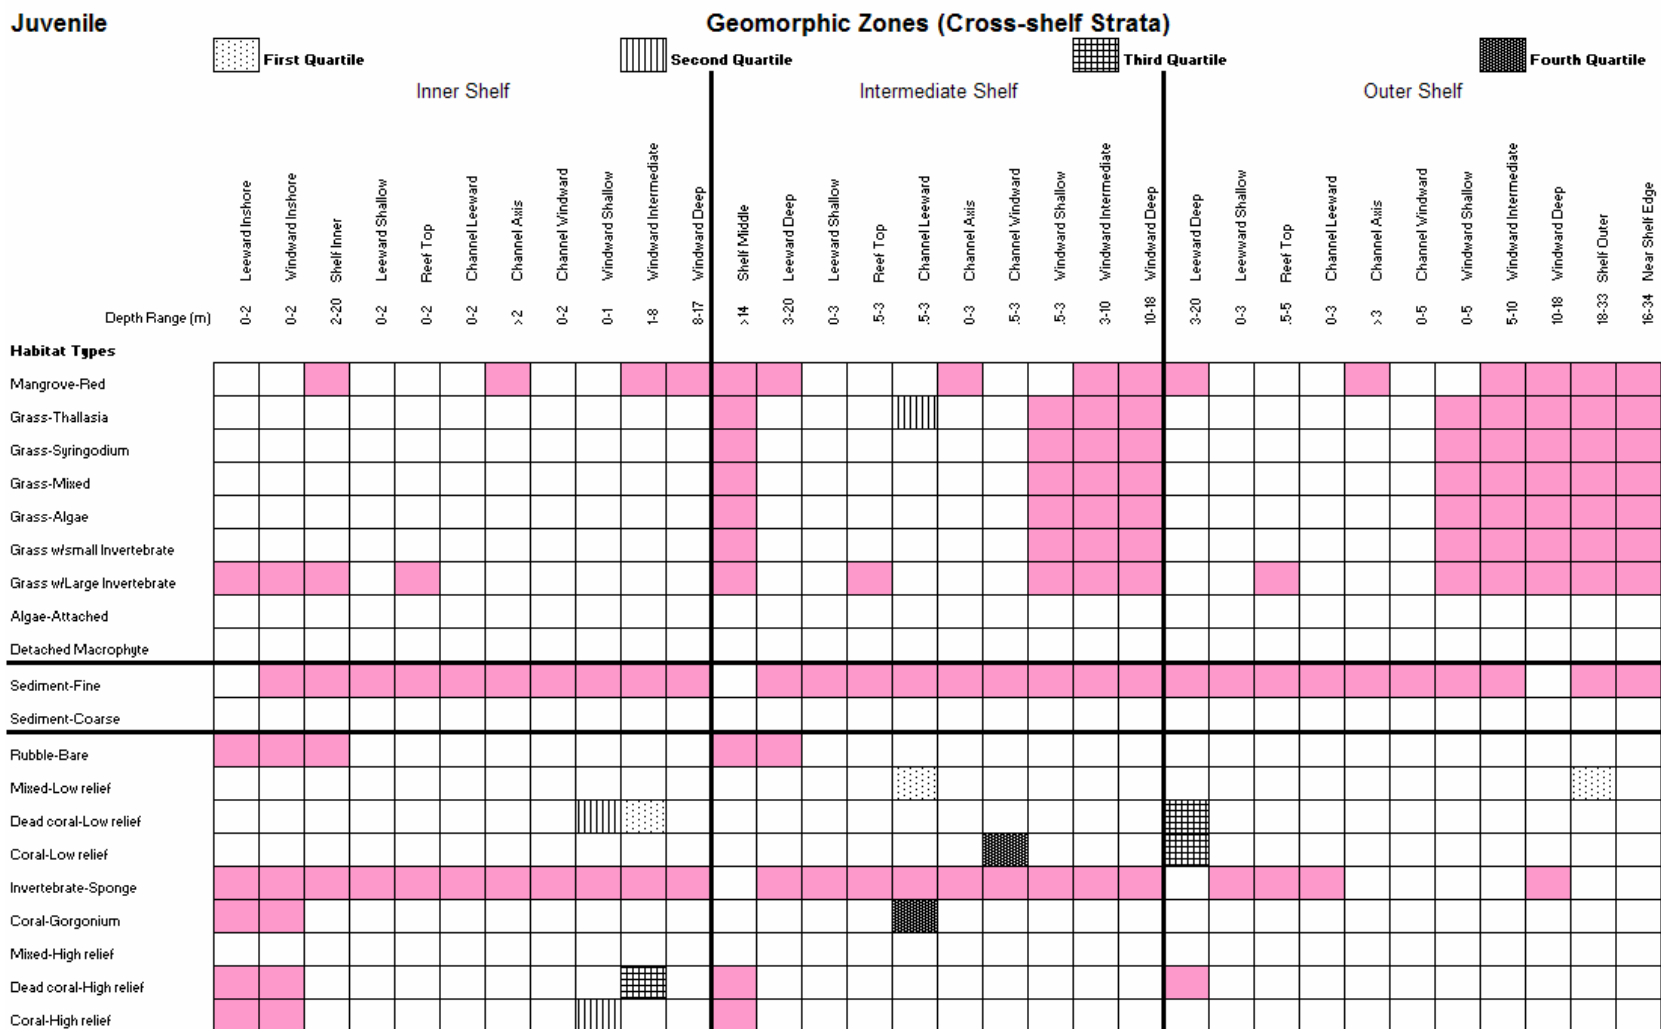 Juvenile
Geomorphic Zones (Cross-shelf Strata)
First Quartile
Second Quartile
Third Quartile
Fourth Quartile
Inner Shelf
Intermediate Shelf
Outer Shelf
Leeward Inshore
Windward Inshore
Shelf Inner
Leeward Shallow
Reef Top
Channel Leeward
Channel Axis
Channel Windward
Windward Shallow
Windward Intermediate
Windward Deep
Shelf Middle
Leeward Deep
Leeward Shallow
Reef Top
Channel Leeward
Channel Axis
Channel Windward
Windward Shallow
Windward Intermediate
Windward Deep
Leeward Deep
Leeward Shallow
Reef Top
Channel Leeward
Channel Axis
Channel Windward
Windward Shallow
Windward Intermediate
Windward Deep
Shelf Outer
Near Shelf Edge
Depth Range (m)
0-2
0-2
2-20
0-2
0-2
0-2
>2
0-2
0-1
1-8
8-17
>14
3-20
0-3
.5-3
.5-3
0-3
.5-3
.5-3
3-10
10-18
3-20
0-3
.5-5
0-3
>3
0-5
0-5
5-10
10-18
18-33
16-34
Habitat Types
Mangrove-Red
Grass-Thallasia
Grass-Syringodium
Grass-Mixed
Grass-Algae
Grass w/small Invertebrate
Grass w/Large Invertebrate
Algae-Attached
Detached Macrophyte
Sediment-Fine
Sediment-Coarse
Rubble-Bare
Mixed-Low relief
Dead coral-Low relief
Coral-Low relief
Invertebrate-Sponge
Coral-Gorgonium
Mixed-High relief
Dead coral-High relief
Coral-High relief